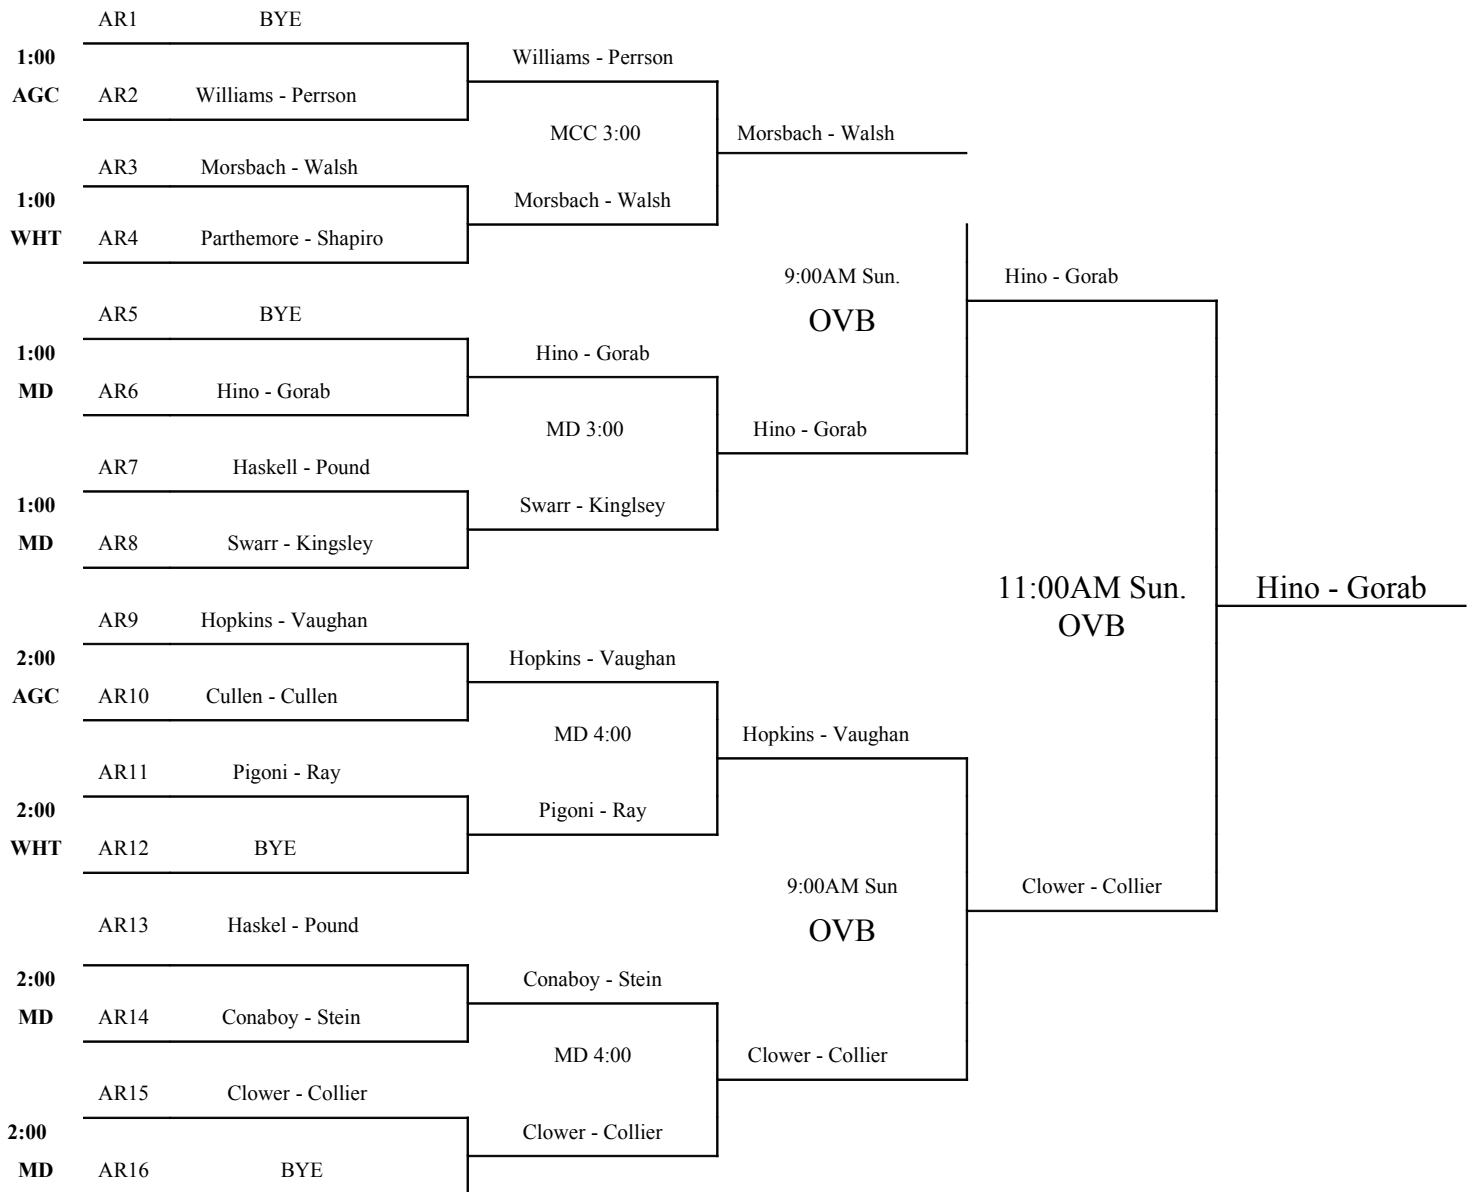 AR1 BYE
1:00 Williams - Perrson
AGC AR2 Williams - Perrson
MCC 3:00 Morsbach - Walsh
AR3 Morsbach - Walsh
1:00 Morsbach - Walsh
WHT AR4 Parthemore - Shapiro
9:00AM Sun. Hino - Gorab
AR5 BYE OVB
1:00 Hino - Gorab
MD AR6 Hino - Gorab
MD 3:00 Hino - Gorab
AR7 Haskell - Pound
1:00 Swarr - Kinglsey
MD AR8 Swarr - Kingsley
11:00AM Sun. Hino - Gorab
AR9 Hopkins - Vaughan OVB
2:00 Hopkins - Vaughan
AGC AR10 Cullen - Cullen
MD 4:00 Hopkins - Vaughan
AR11 Pigoni - Ray
2:00 Pigoni - Ray
WHT AR12 BYE
9:00AM Sun Clower - Collier
AR13 Haskel - Pound OVB
2:00 Conaboy - Stein
MD AR14 Conaboy - Stein
MD 4:00 Clower - Collier
AR15 Clower - Collier
2:00 Clower - Collier
MD AR16 BYE